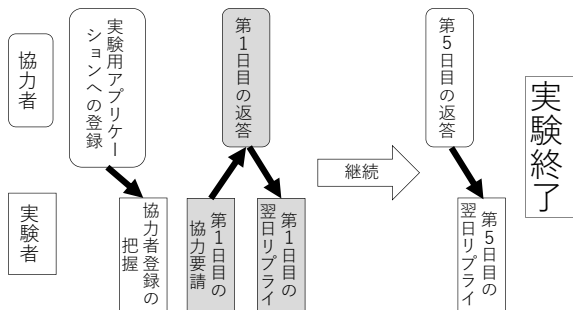 協力者
実験用アプリケー
ションへの登録
第1日目の返答
第5日目の返答
実験終了
継続
実験者
協力者登録の
把握
第1日目の
協力要請
第1日目の
翌日リプライ
第5日目の
翌日リプライ